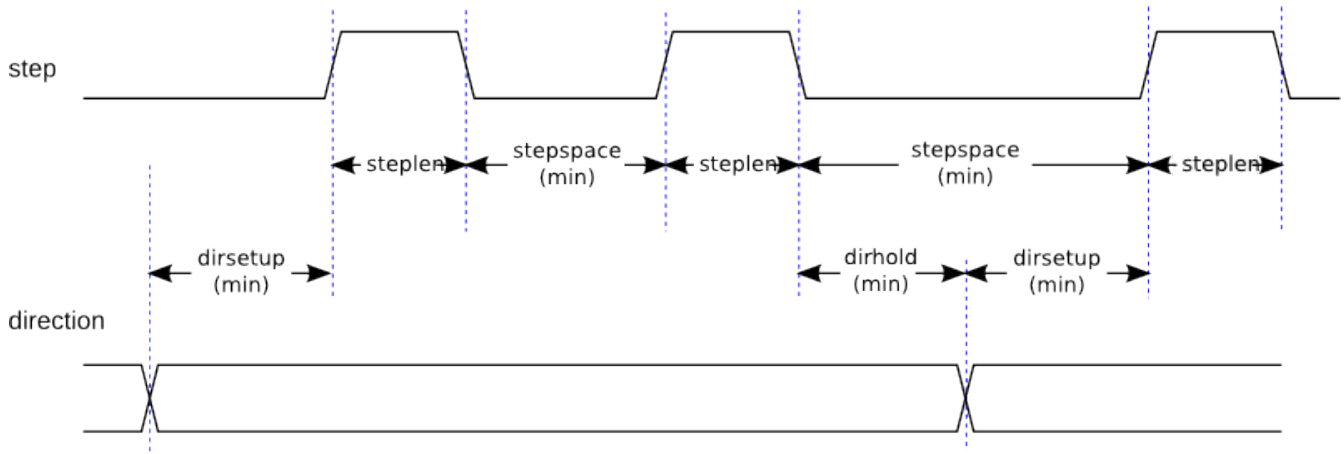 step
steplen
stepspace
(min)
steplen
stepspace
(min)
steplen
dirsetup
(min)
dirhold
(min)
dirsetup
(min)
direction